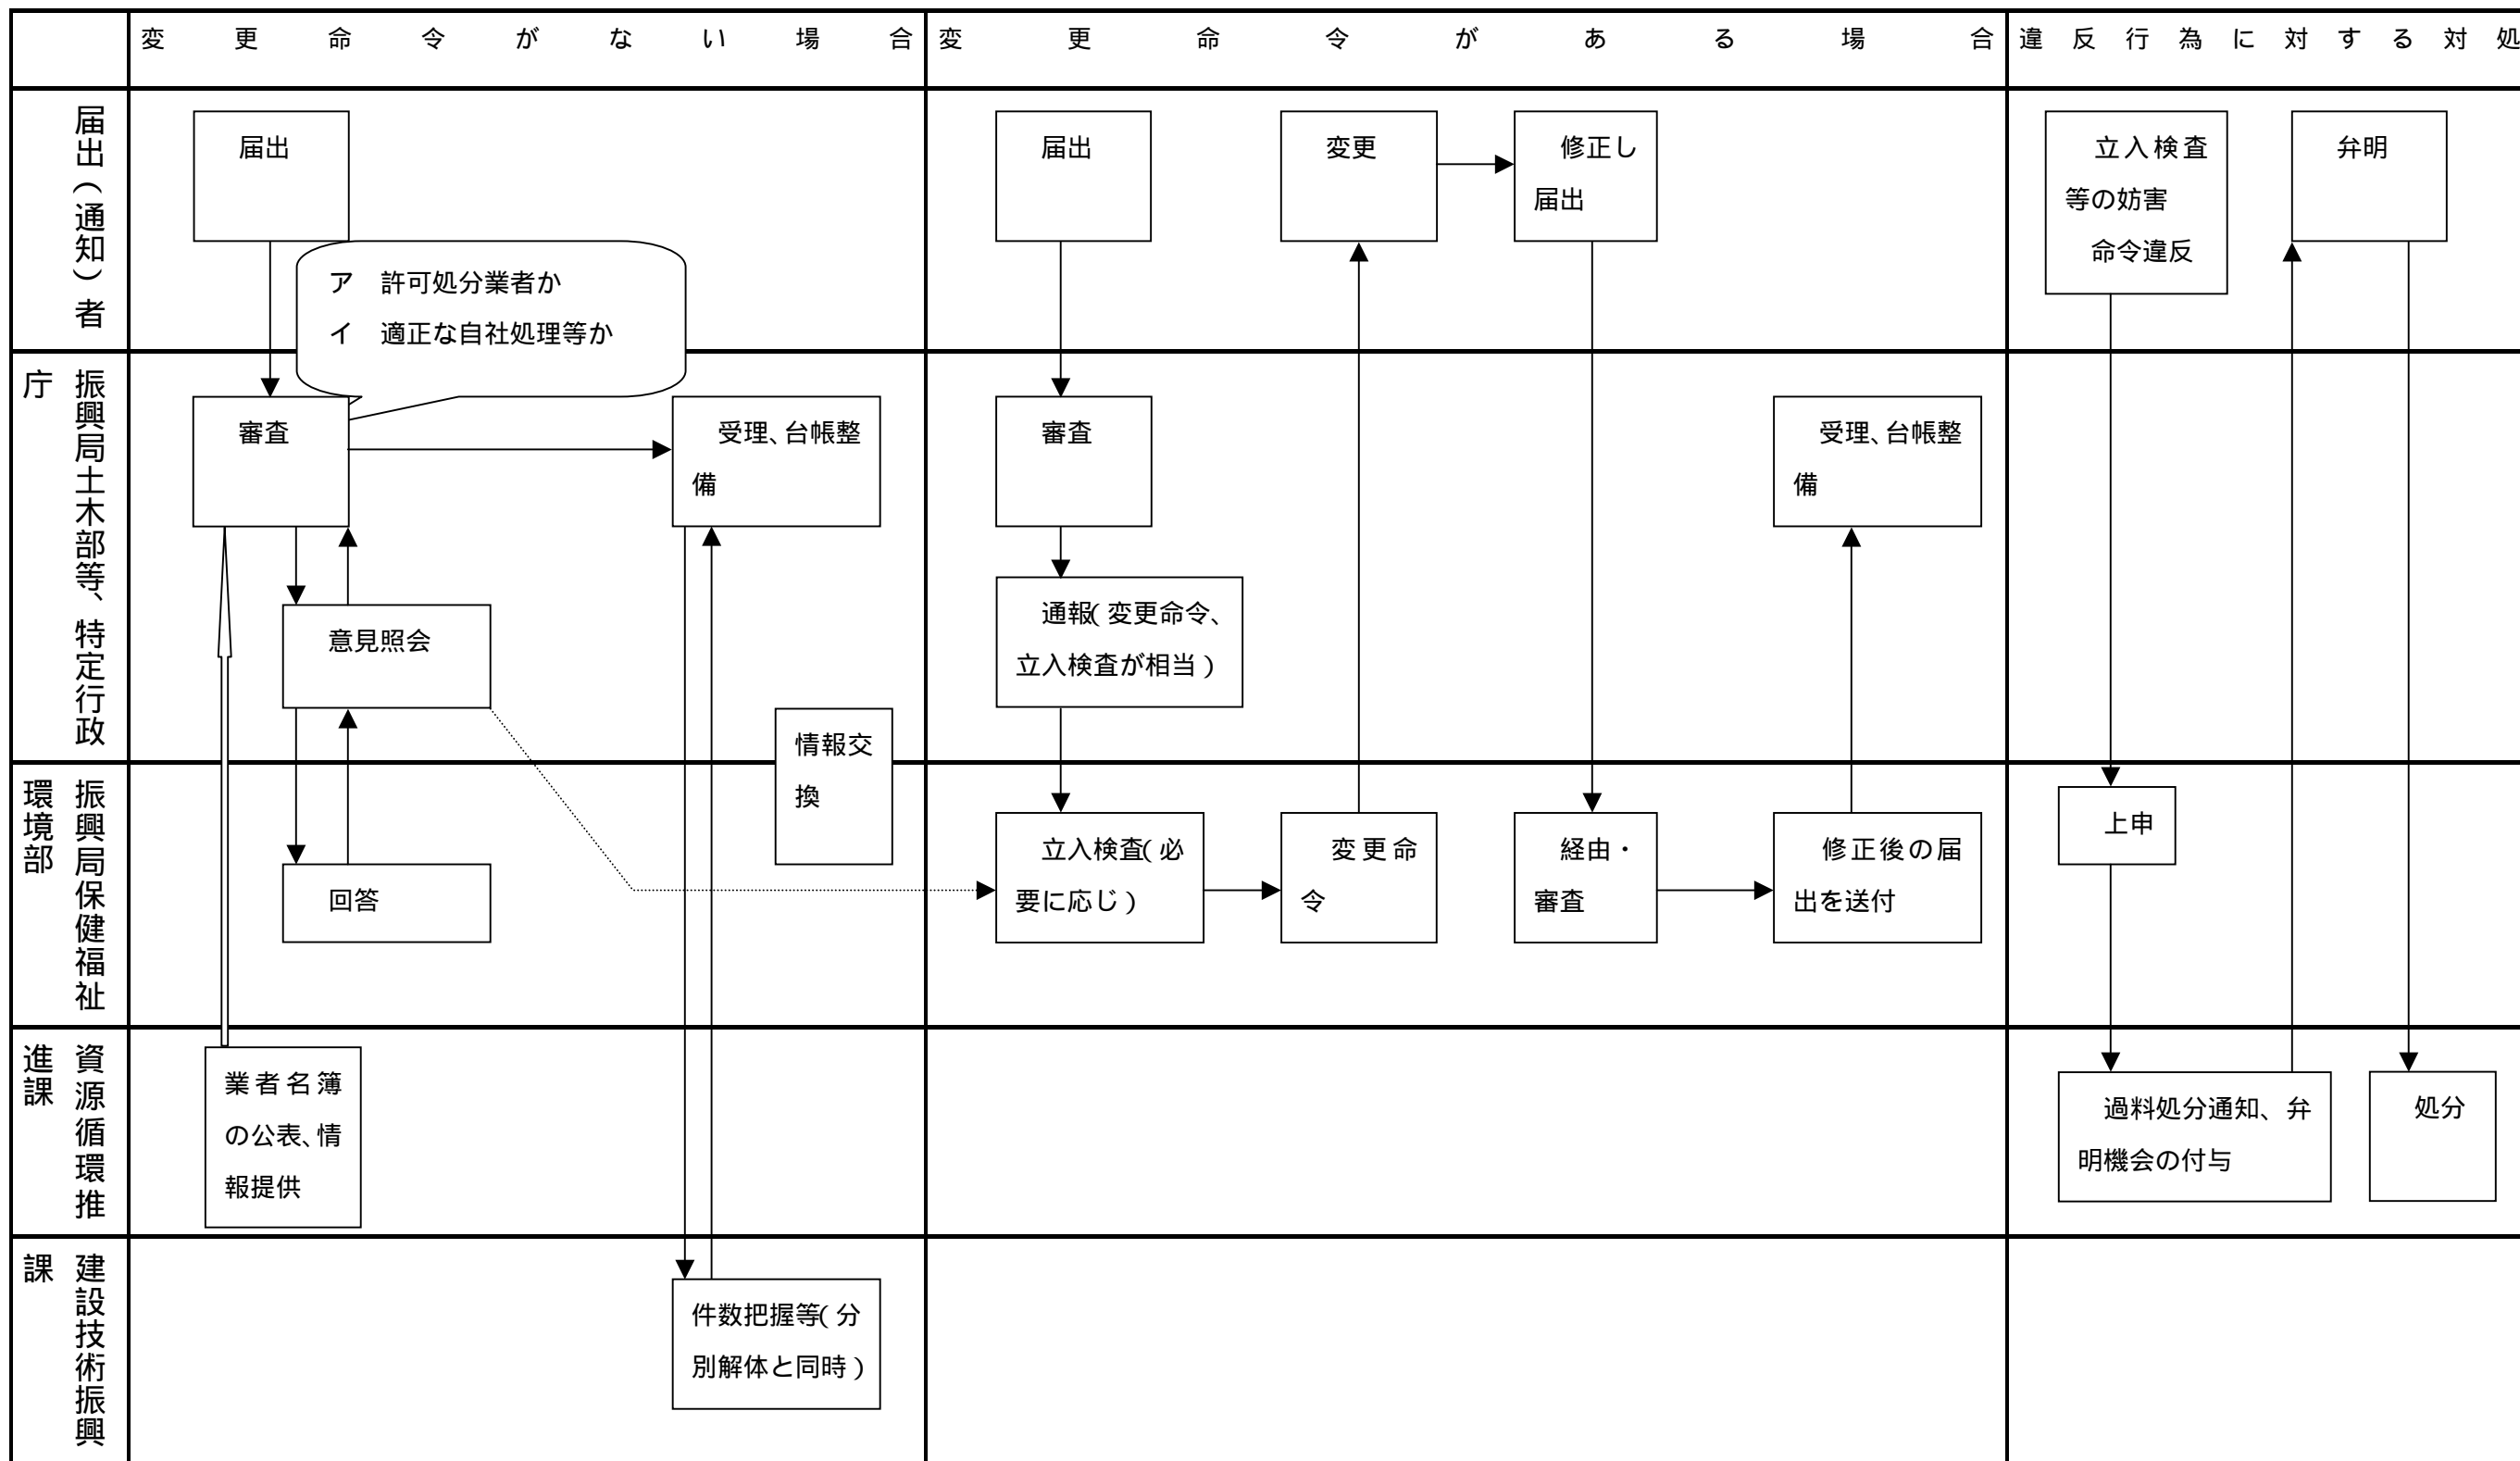 変更命令がない場合
変更命令がある場合
違反行為に対する対処
届出（通知）者
届出
ア　許可処分業者か
イ　適正な自社処理等か
届出
変更
修正し
届出
立入検査
等の妨害
命令違反
弁明
振興局土木部等、特定行政
庁
審査
受理、台帳整
備
意見照会
情報交
換
審査
通報（変更命令、
立入検査が相当）
受理、台帳整
備
振興局保健福祉
環境部
回答
立入検査（必
要に応じ）
変更命
令
経由・
審査
修正後の届
出を送付
上申
資源循環推
進課
業者名簿
の公表、情
報提供
過料処分通知、弁
明機会の付与
処分
建設技術振興
課
件数把握等（分
別解体と同時）